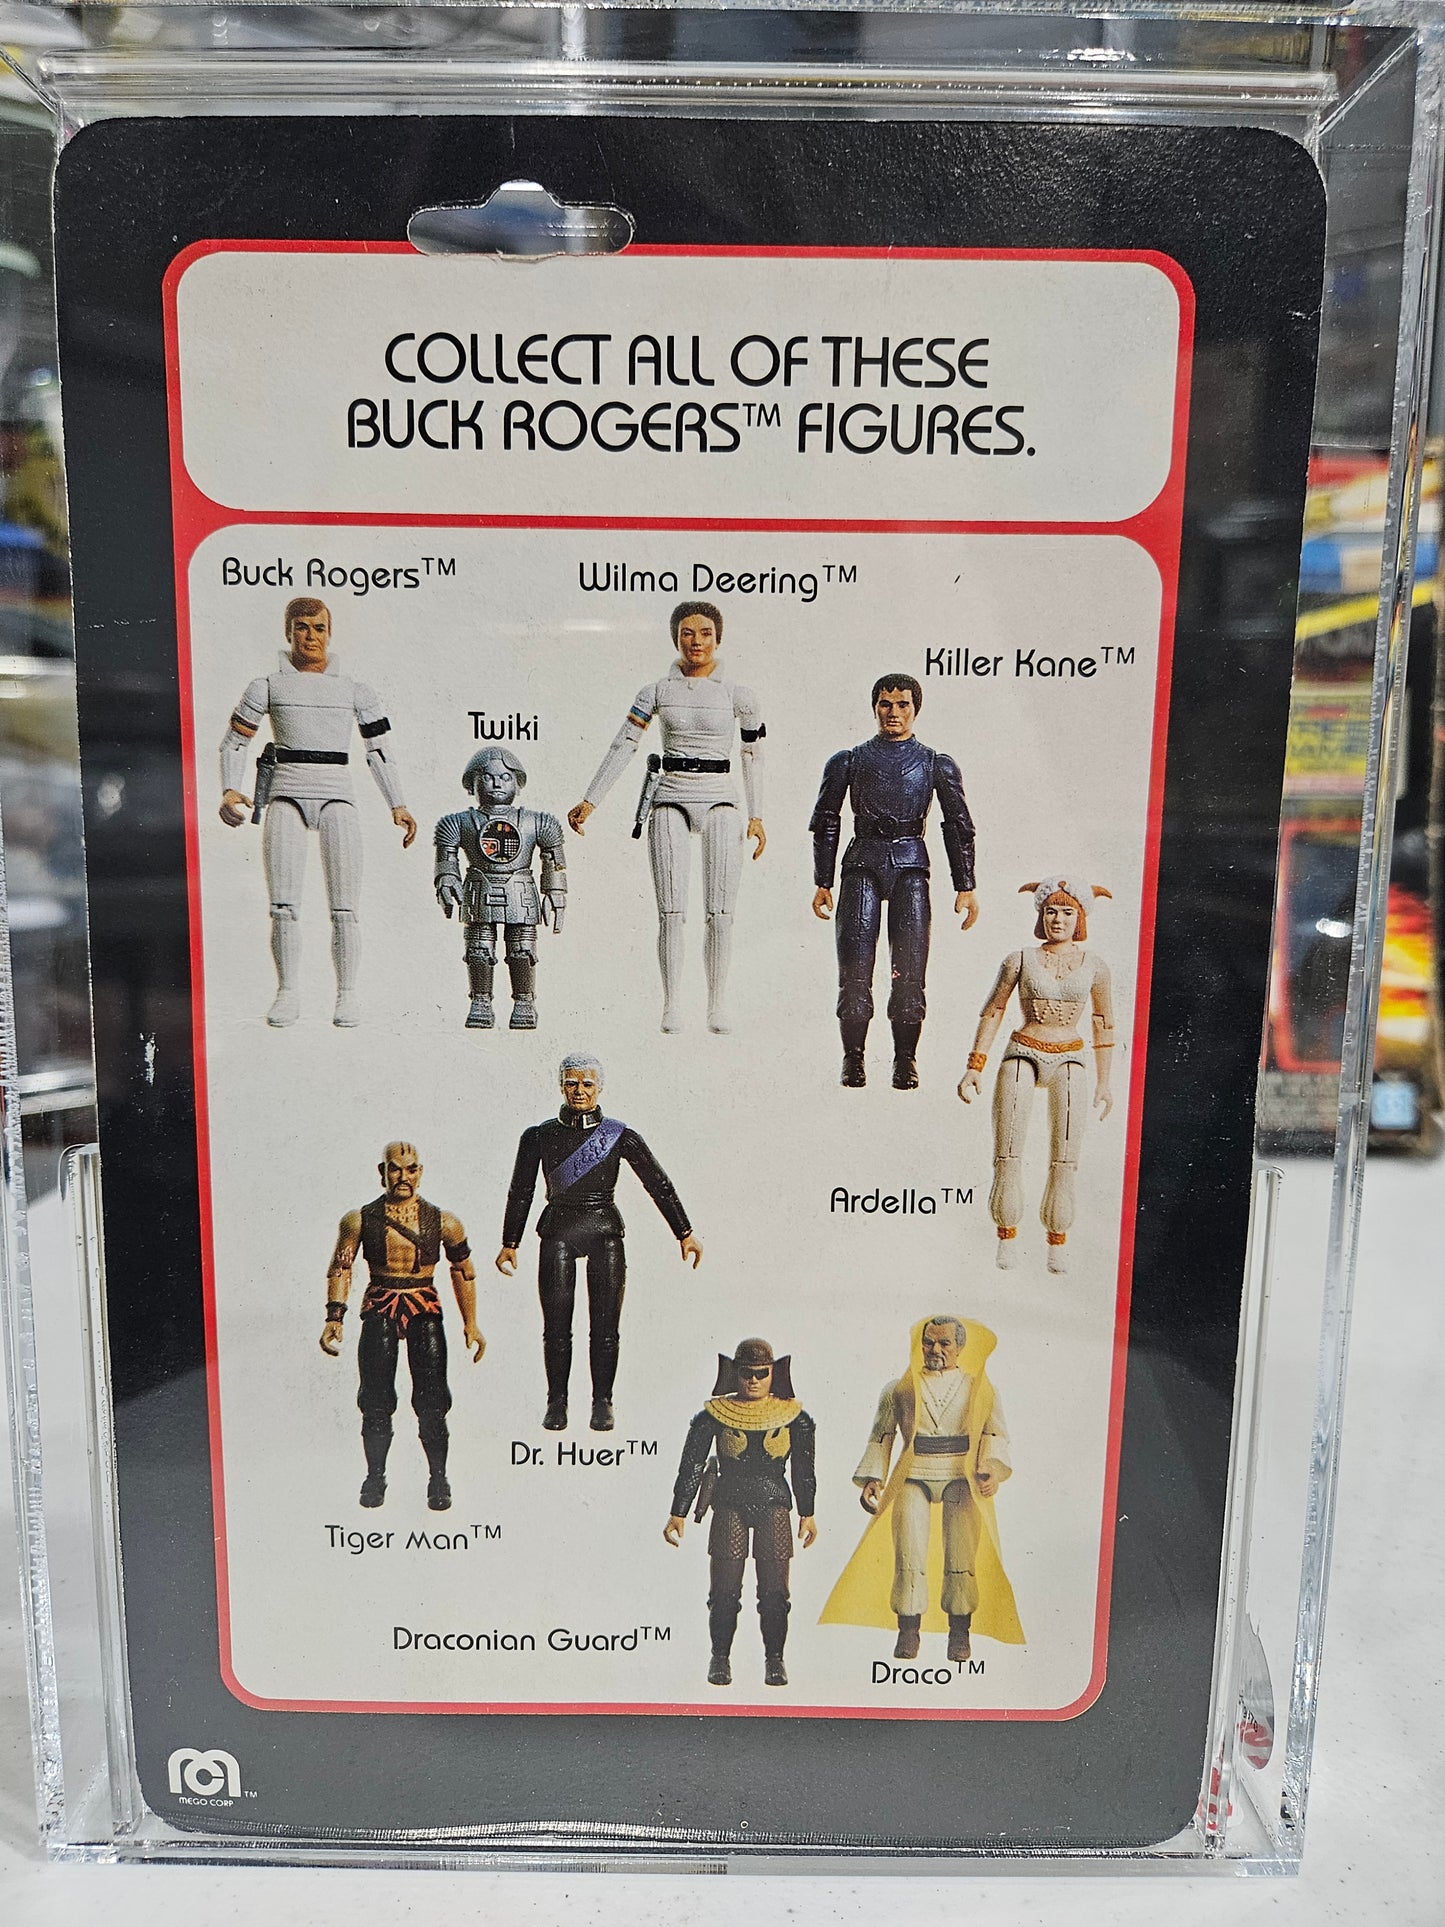 COLLECT ALL OF THESE
BUCK ROGERS™ FIGURES.
Buck Rogers™
Wilma Deering™
Killer Kane™
Twiki
Ardella™
Dr. Huer™
Tiger Man™
Draconian Guard™
Draco™
MEGO CORP™